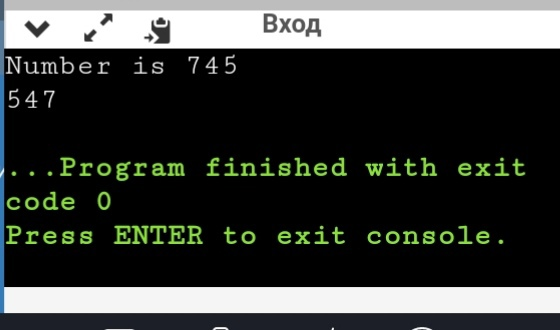 Вход
Number is 745
547
...Program finished with exit
code 0
Press ENTER to exit console.